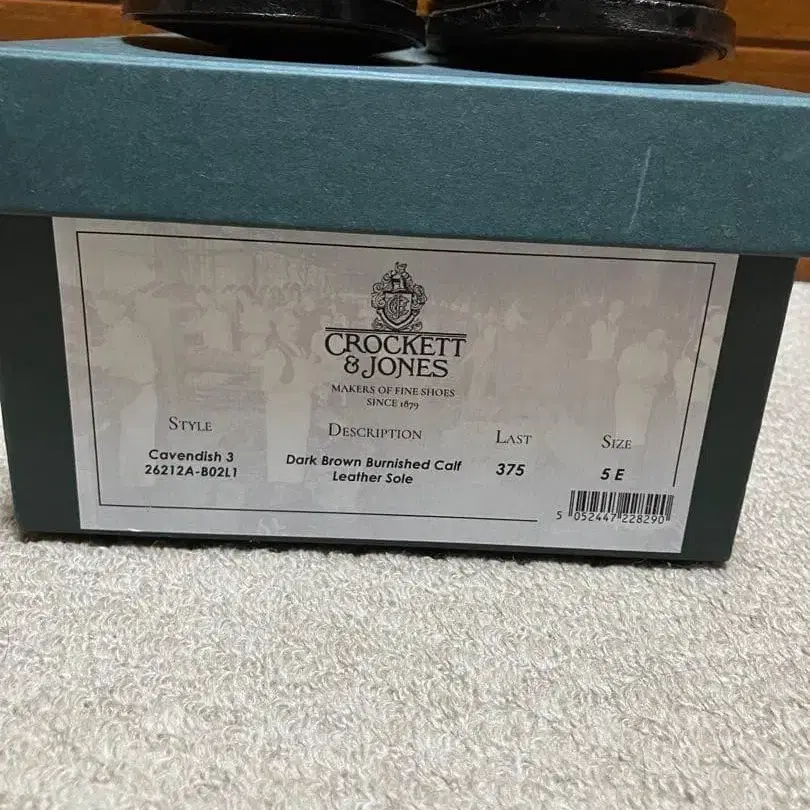 CROCKETT
& JONES
MAKERS OF FINE SHOES
SINCE 1879
STYLE DESCRIPTION LAST SIZE
Cavendish 3 Dark Brown Burnished Calf 375 5 E
26212A-B02L1 Leather Sole
5 052447 228290